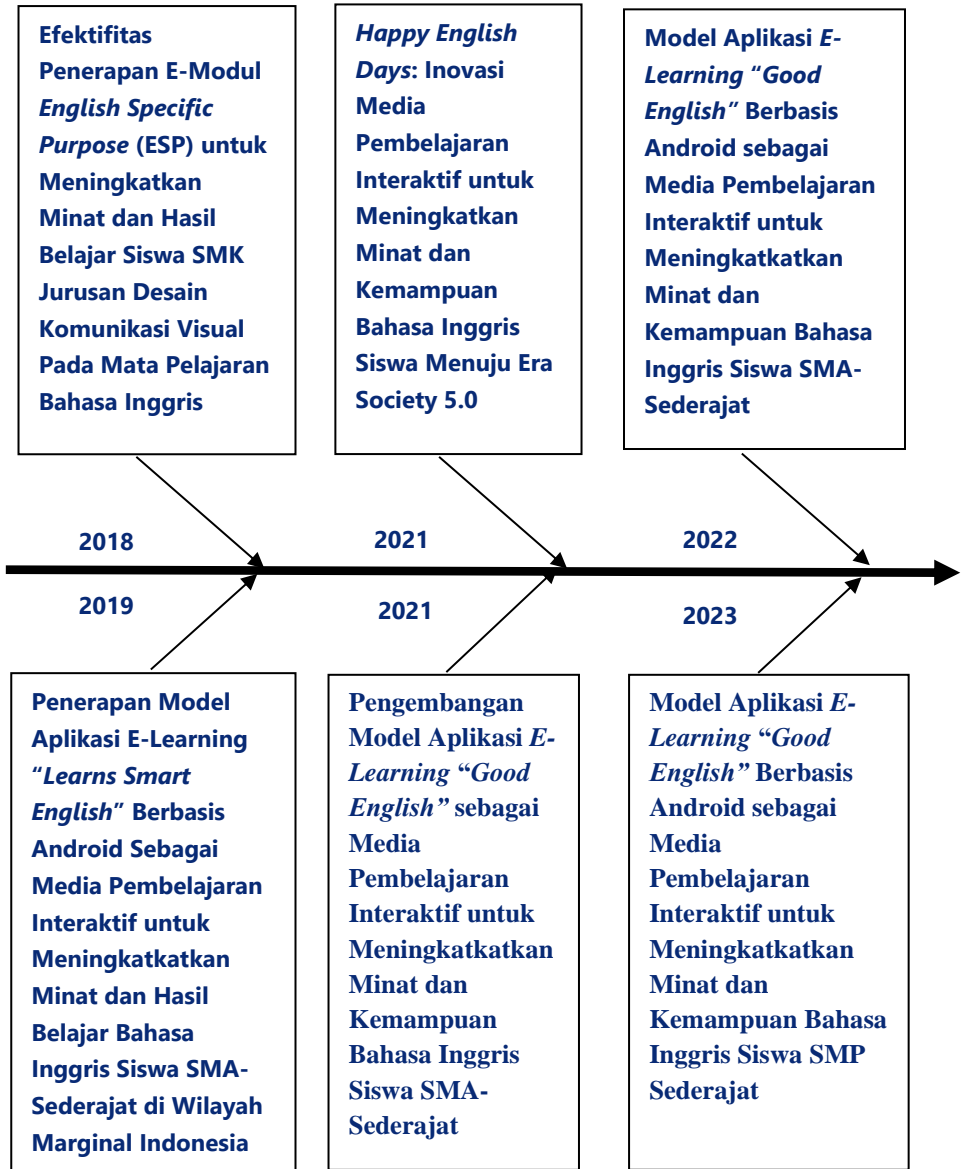 Efektifitas
Penerapan E-Modul
English Specific
Purpose (ESP) untuk
Meningkatkan
Minat dan Hasil
Belajar Siswa SMK
Jurusan Desain
Komunikasi Visual
Pada Mata Pelajaran
Bahasa Inggris
Happy English
Days: Inovasi
Media
Pembelajaran
Interaktif untuk
Meningkatkan
Minat dan
Kemampuan
Bahasa Inggris
Siswa Menuju Era
Society 5.0
Model Aplikasi E-
Learning “Good
English” Berbasis
Android sebagai
Media Pembelajaran
Interaktif untuk
Meningkatkatkan
Minat dan
Kemampuan Bahasa
Inggris Siswa SMA-
Sederajat
2018
2021
2022
2019
2021
2023
Penerapan Model
Aplikasi E-Learning
“Learns Smart
English” Berbasis
Android Sebagai
Media Pembelajaran
Interaktif untuk
Meningkatkatkan
Minat dan Hasil
Belajar Bahasa
Inggris Siswa SMA-
Sederajat di Wilayah
Marginal Indonesia
Pengembangan
Model Aplikasi E-
Learning “Good
English” sebagai
Media
Pembelajaran
Interaktif untuk
Meningkatkatkan
Minat dan
Kemampuan
Bahasa Inggris
Siswa SMA-
Sederajat
Model Aplikasi E-
Learning “Good
English” Berbasis
Android sebagai
Media
Pembelajaran
Interaktif untuk
Meningkatkatkan
Minat dan
Kemampuan Bahasa
Inggris Siswa SMP
Sederajat